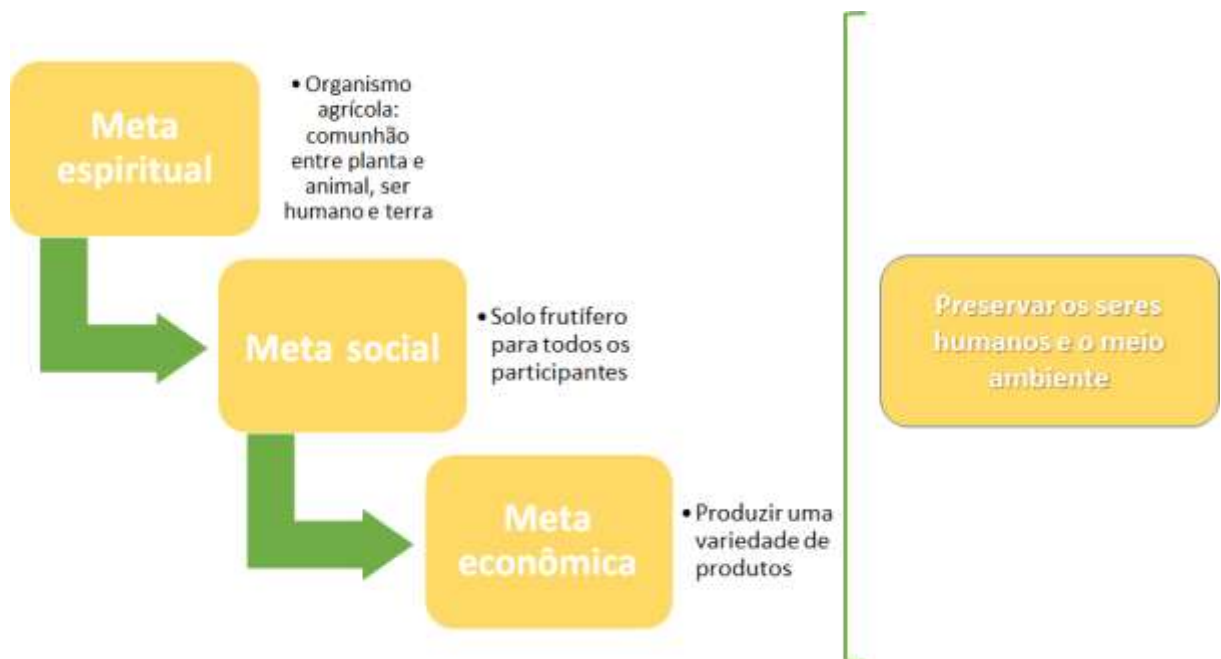 Meta
espiritual
• Organismo
agrícola:
comunhão
entre planta e
animal, ser
humano e terra
Meta social
• Solo frutífero
para todos os
participantes
Meta
econômica
• Produzir uma
variedade de
produtos
Preservar os seres
humanos e o meio
ambiente